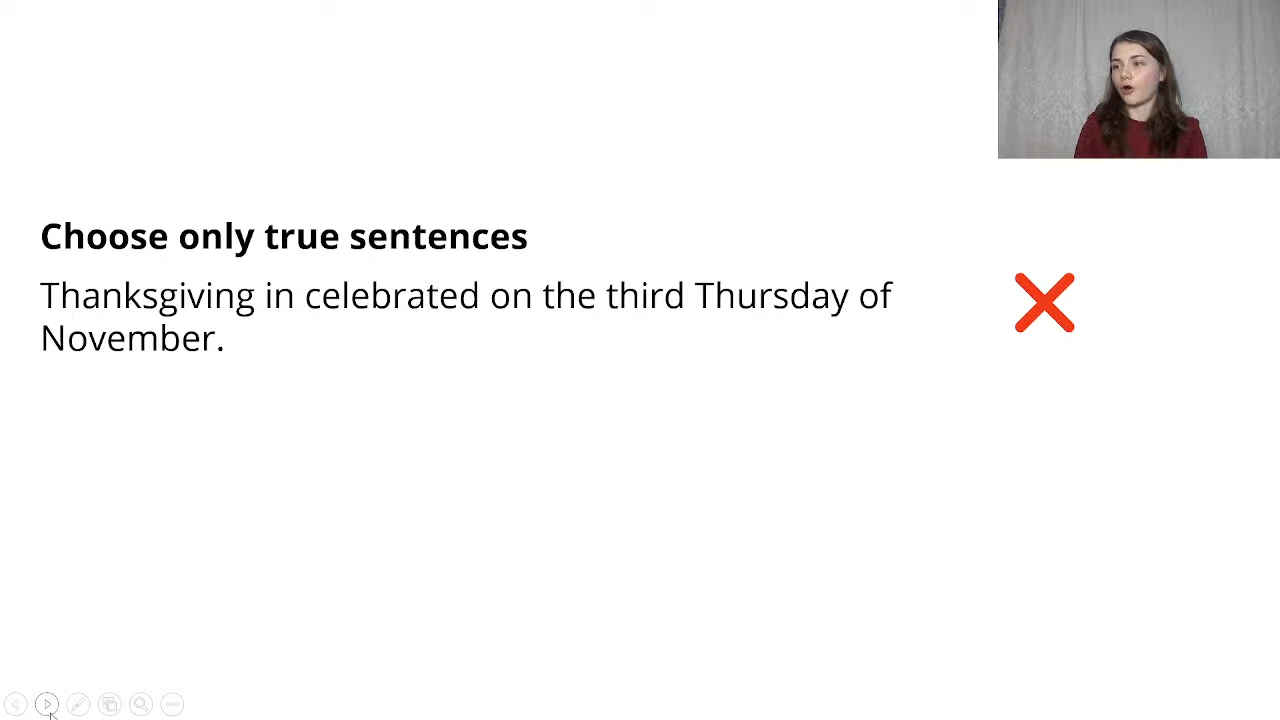 Choose only true sentences
Thanksgiving in celebrated on the third Thursday of
November.